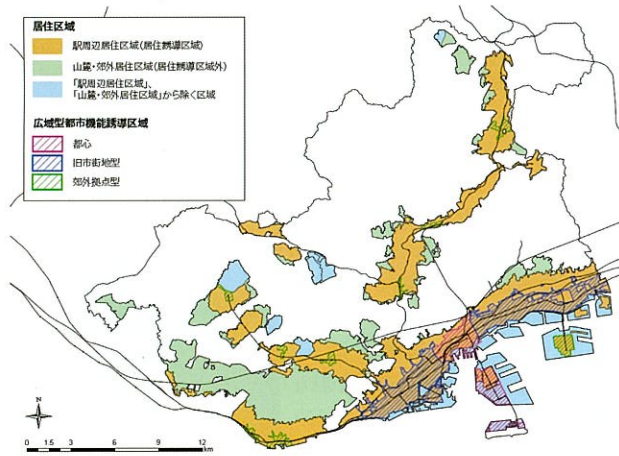 居住区域
駅周辺居住区域(居住誘導区域)
山麓・郊外居住区域(居住誘導区域外)
「駅周辺居住区域」、
「山麓・郊外居住区域」から除く区域
広域型都市機能誘導区域
都心
旧市街地型
郊外拠点型
N
0 1.5 3 6 9 12
km